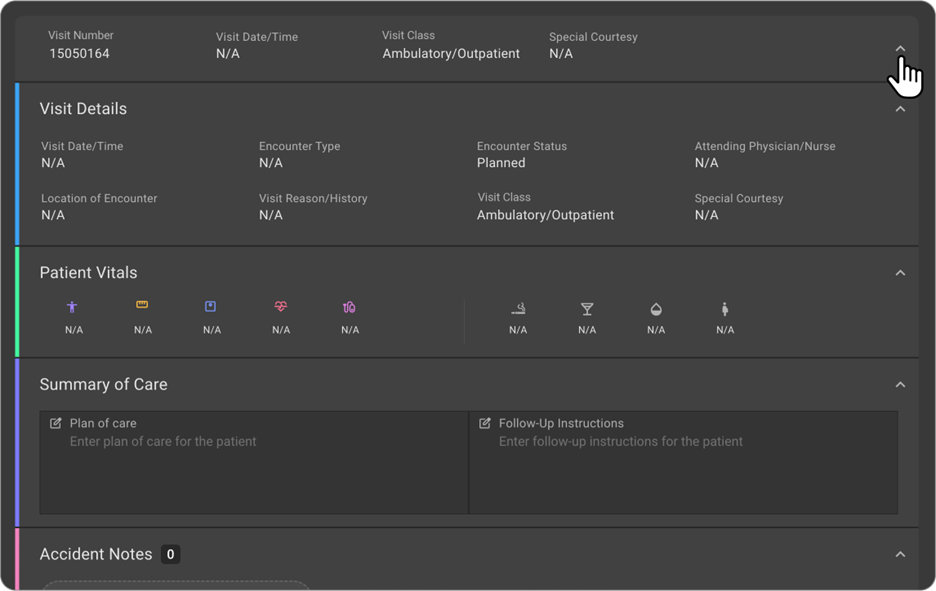 Visit Number
15050164
Visit Date/Time
N/A
Visit Class
Ambulatory/Outpatient
Special Courtesy
N/A
Visit Details
Visit Date/Time
N/A
Encounter Type
N/A
Encounter Status
Planned
Attending Physician/Nurse
N/A
Location of Encounter
N/A
Visit Reason/History
N/A
Visit Class
Ambulatory/Outpatient
Special Courtesy
N/A
Patient Vitals
N/A
N/A
N/A
N/A
N/A
N/A
N/A
N/A
N/A
Summary of Care
Plan of care
Enter plan of care for the patient
Follow-Up Instructions
Enter follow-up instructions for the patient
Accident Notes 0